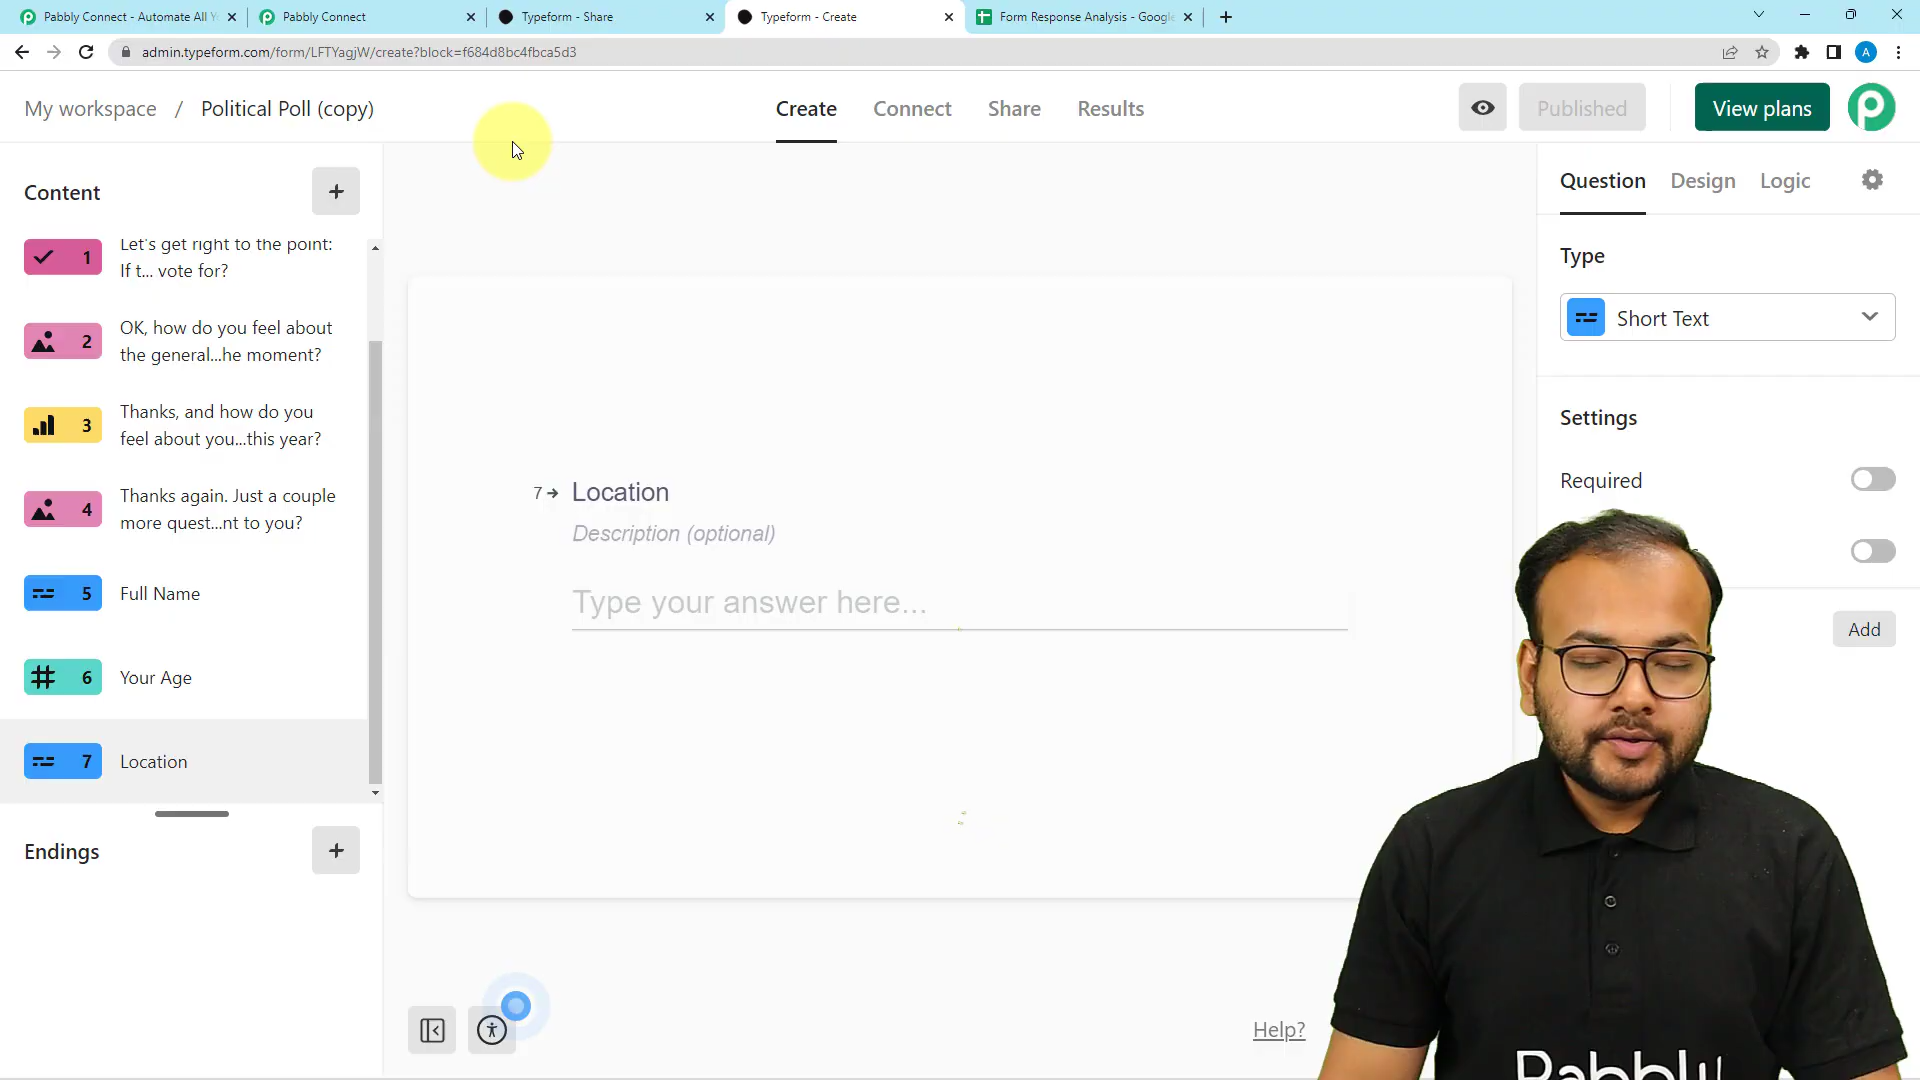 Pabbly Connect - Automate All Y
Pabbly Connect
Typeform - Share
Typeform - Create
Form Response Analysis - Google
admin.typeform.com/form/LFTYagjW/create?block=f684d8bc4fbca5d3
A
My workspace / Political Poll (copy)
Create
Connect
Share
Results
Published
View plans
Content
1
Let's get right to the point:
If t... vote for?
2
OK, how do you feel about
the general...he moment?
3
Thanks, and how do you
feel about you...this year?
4
Thanks again. Just a couple
more quest...nt to you?
5
Full Name
6
Your Age
7
Location
Endings
7
Location
Description (optional)
Type your answer here...
Help?
Question
Design
Logic
Type
Short Text
Settings
Required
Add
Pabbly